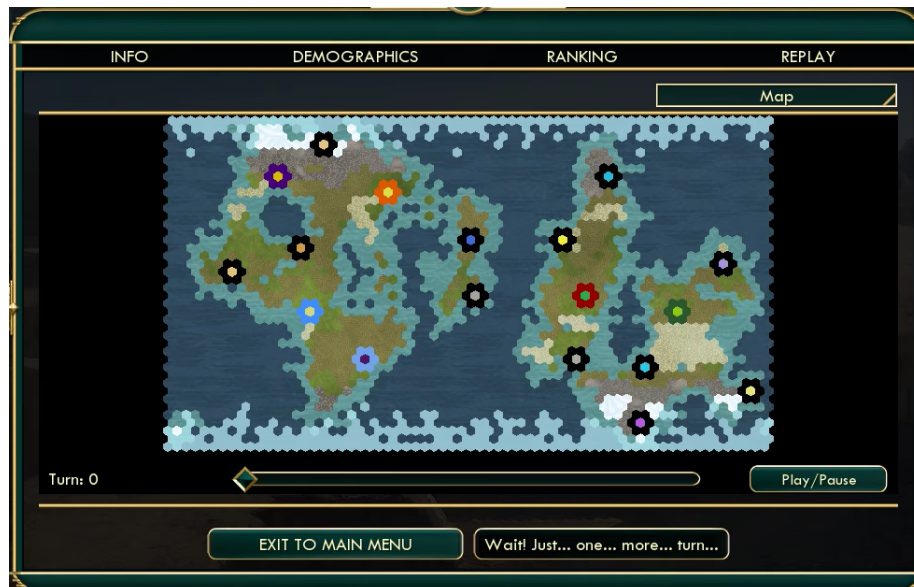 INFO
DEMOGRAPHICS
RANKING
REPLAY
Map
Turn: 0
Play/Pause
EXIT TO MAIN MENU
Wait! Just... one... more... turn...